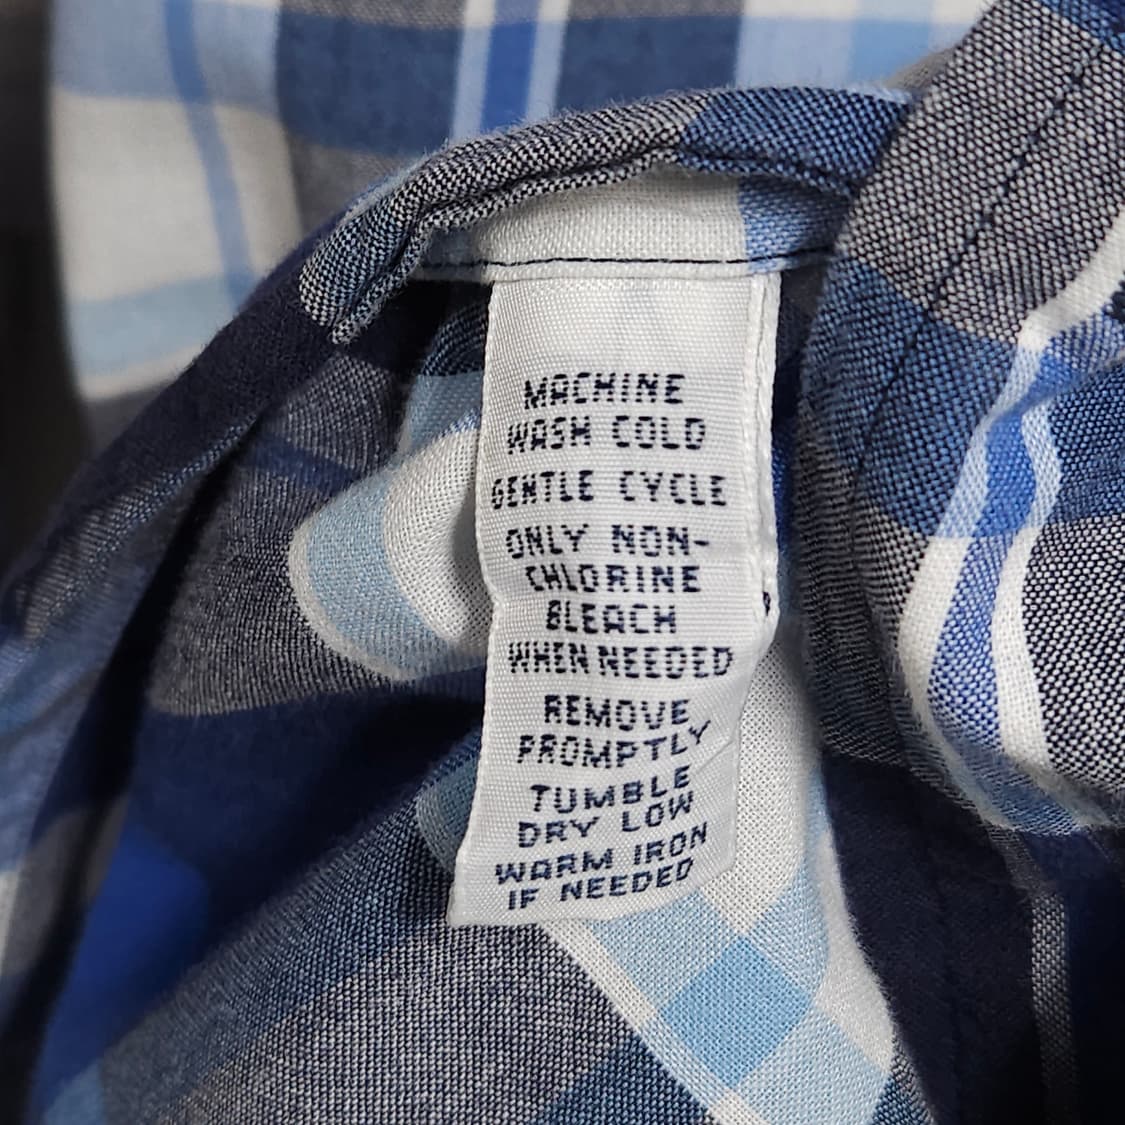 MACHINE
WASH COLD
GENTLE CYCLE
ONLY NON-
CHLORINE
BLEACH
WHEN NEEDED
REMOVE
PROMPTLY
TUMBLE
DRY LOW
WARM IRON
IF NEEDED